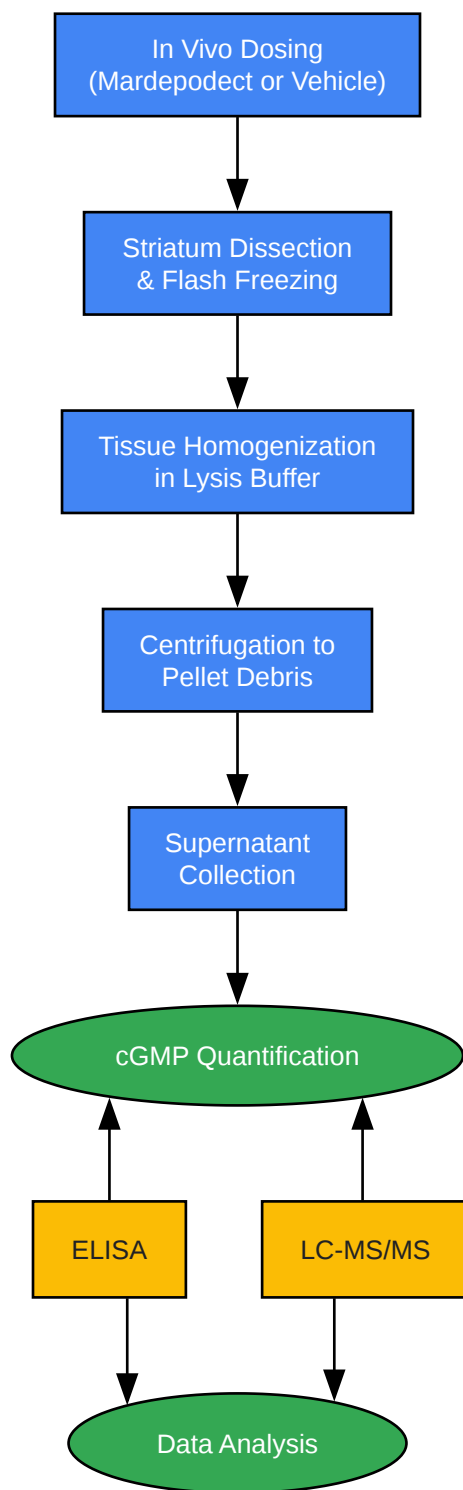 In Vivo Dosing
(Mardepodect or Vehicle)
Striatum Dissection
& Flash Freezing
Tissue Homogenization
in Lysis Buffer
Centrifugation to
Pellet Debris
Supernatant
Collection
cGMP Quantification
ELISA
LC-MS/MS
Data Analysis